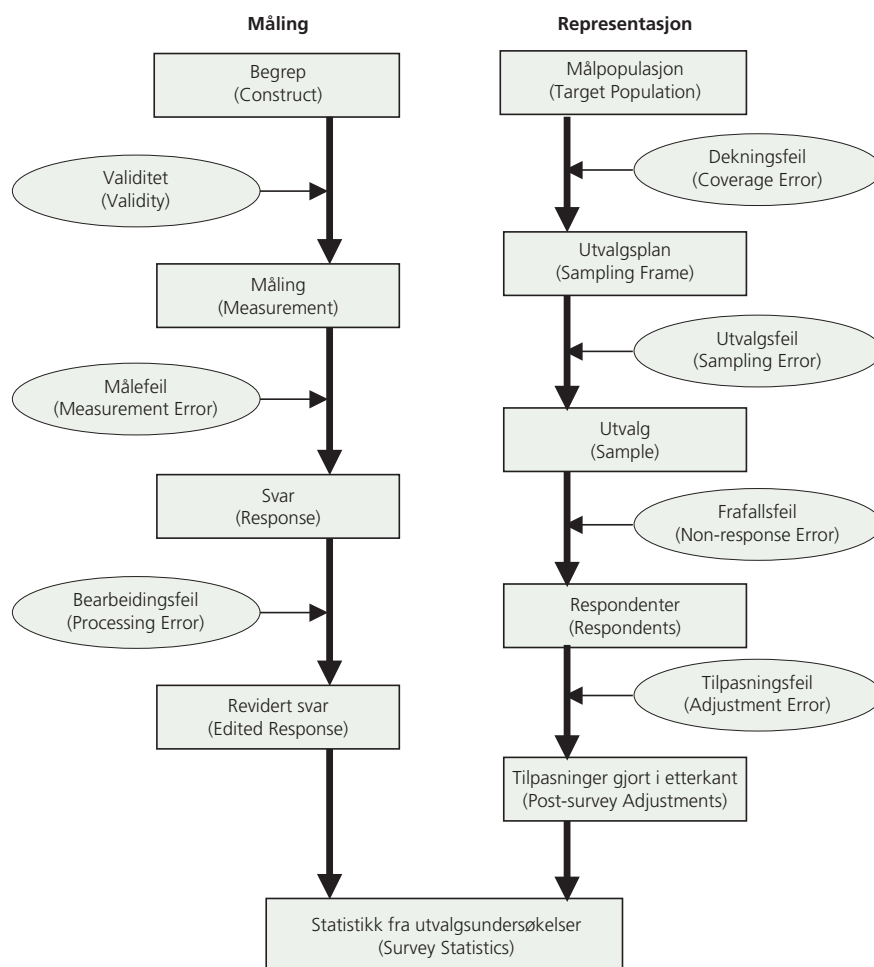 Måling
Begrep
(Construct)
Validitet
(Validity)
Måling
(Measurement)
Målefeil
(Measurement Error)
Svar
(Response)
Bearbeidingsfeil
(Processing Error)
Revidert svar
(Edited Response)
Representasjon
Målpopulasjon
(Target Population)
Dekningsfeil
(Coverage Error)
Utvalgsplan
(Sampling Frame)
Utvalgsfeil
(Sampling Error)
Utvalg
(Sample)
Frafallsfeil
(Non-response Error)
Respondenter
(Respondents)
Tilpasningsfeil
(Adjustment Error)
Tilpasninger gjort i etterkant
(Post-survey Adjustments)
Statistikk fra utvalgsundersøkelser
(Survey Statistics)